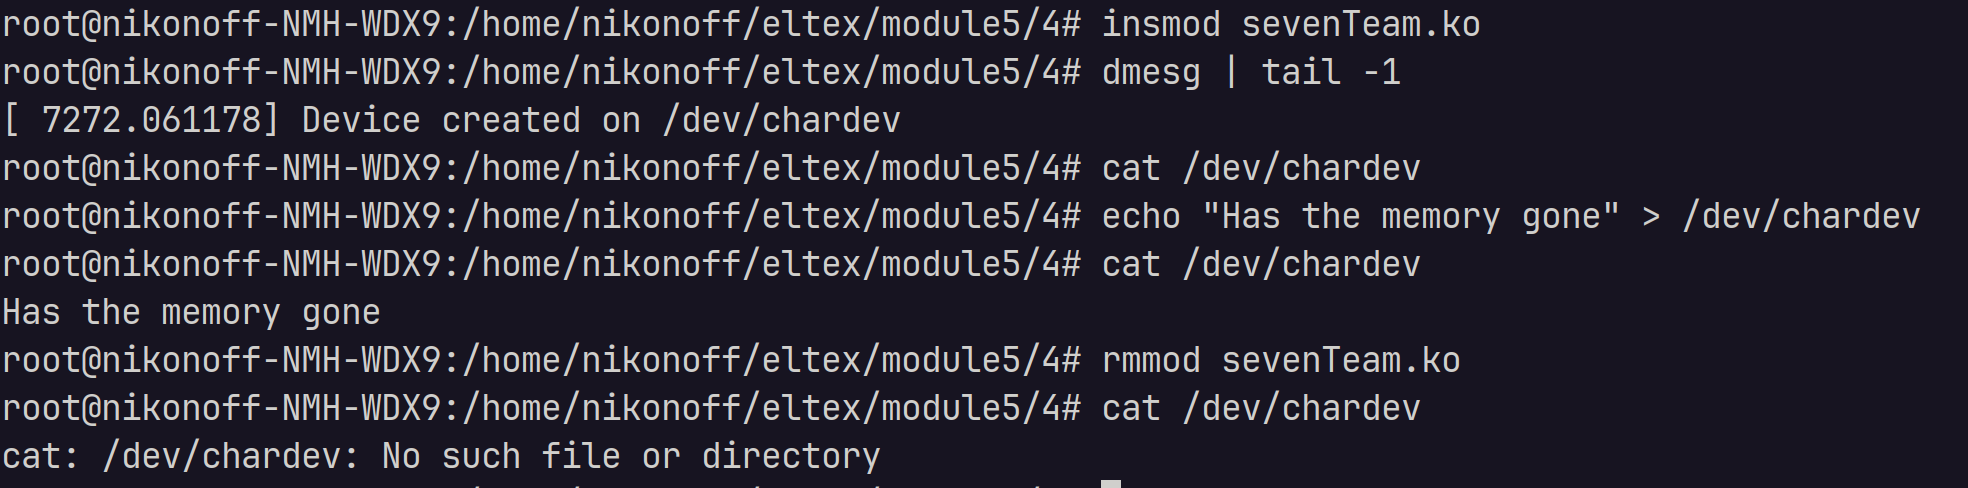 root@nikonoff-NMH-WDX9:/home/nikonoff/eltex/module5/4# insmod sevenTeam.ko
root@nikonoff-NMH-WDX9:/home/nikonoff/eltex/module5/4# dmesg | tail -1
[ 7272.061178] Device created on /dev/chardev
root@nikonoff-NMH-WDX9:/home/nikonoff/eltex/module5/4# cat /dev/chardev
root@nikonoff-NMH-WDX9:/home/nikonoff/eltex/module5/4# echo "Has the memory gone" > /dev/chardev
root@nikonoff-NMH-WDX9:/home/nikonoff/eltex/module5/4# cat /dev/chardev
Has the memory gone
root@nikonoff-NMH-WDX9:/home/nikonoff/eltex/module5/4# rmmod sevenTeam.ko
root@nikonoff-NMH-WDX9:/home/nikonoff/eltex/module5/4# cat /dev/chardev
cat: /dev/chardev: No such file or directory